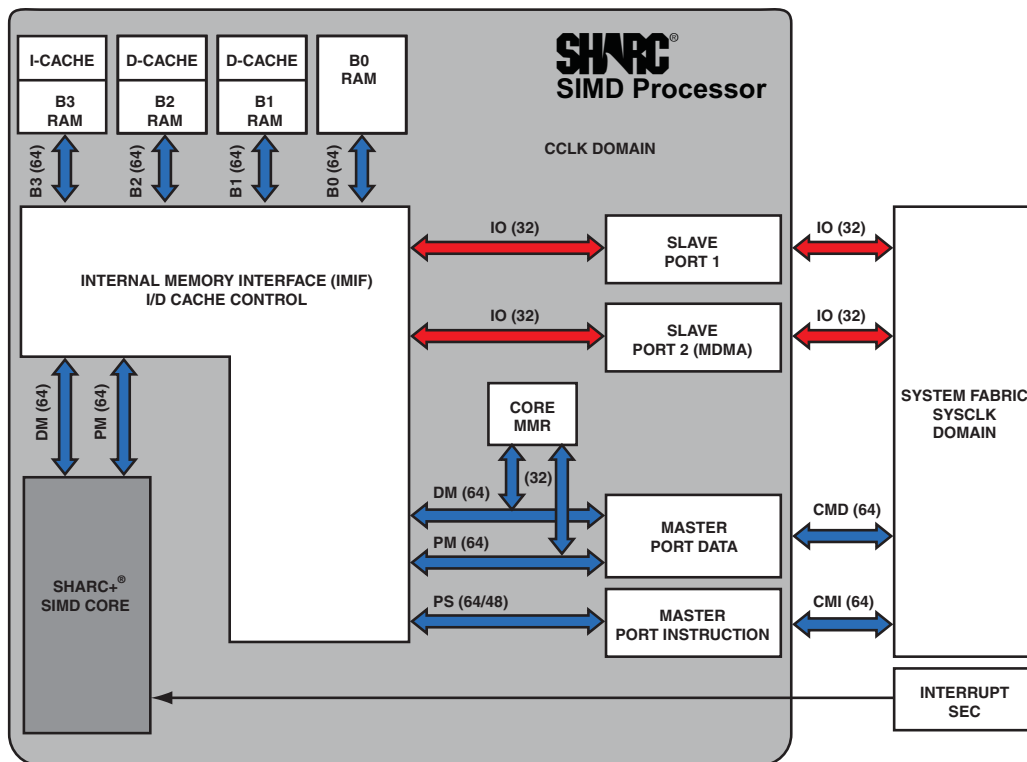 I-CACHE
B3
RAM
D-CACHE
B2
RAM
D-CACHE
B1
RAM
B0
RAM
SHARC®
SIMD Processor
CCLK DOMAIN
B3 (64)
B2 (64)
B1 (64)
B0 (64)
INTERNAL MEMORY INTERFACE (IMIF)
I/D CACHE CONTROL
IO (32)
SLAVE
PORT 1
IO (32)
IO (32)
SLAVE
PORT 2 (MDMA)
IO (32)
SYSTEM FABRIC
SYSCLK
DOMAIN
DM (64)
PM (64)
CORE
MMR
(32)
DM (64)
PM (64)
MASTER
PORT DATA
CMD (64)
SHARC+®
SIMD CORE
PS (64/48)
MASTER
PORT INSTRUCTION
CMI (64)
INTERRUPT
SEC